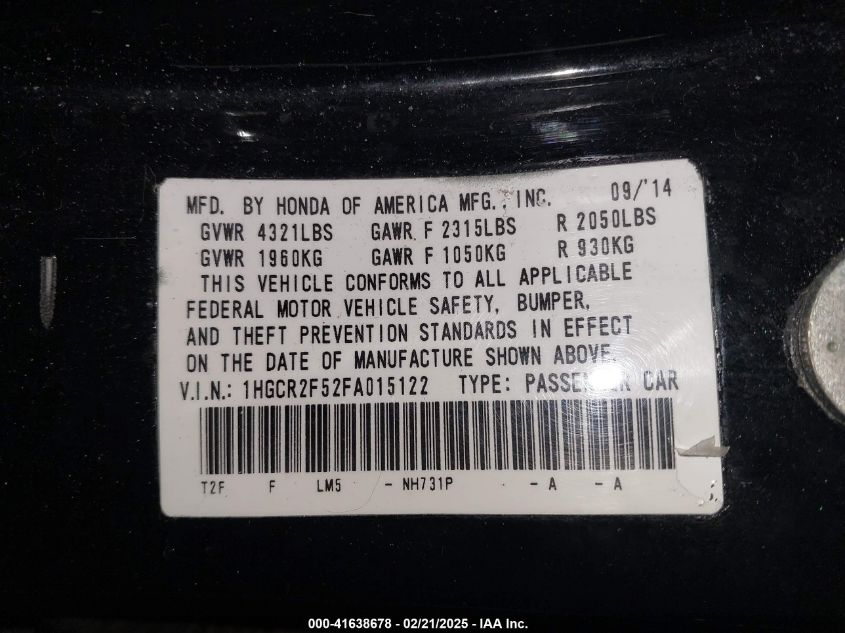 MFD. BY HONDA OF AMERICA MFG., INC. 09/'14
GVWR 4321LBS GAWR F 2315LBS R 2050LBS
GVWR 1960KG GAWR F 1050KG R 930KG
THIS VEHICLE CONFORMS TO ALL APPLICABLE
FEDERAL MOTOR VEHICLE SAFETY, BUMPER,
AND THEFT PREVENTION STANDARDS IN EFFECT
ON THE DATE OF MANUFACTURE SHOWN ABOVE.
V.I.N.: 1HGCR2F52FA015122 TYPE: PASSENGER CAR
T2F F LM5 - NH731P - A - A
000-41638678 - 02/21/2025 - IAA Inc.